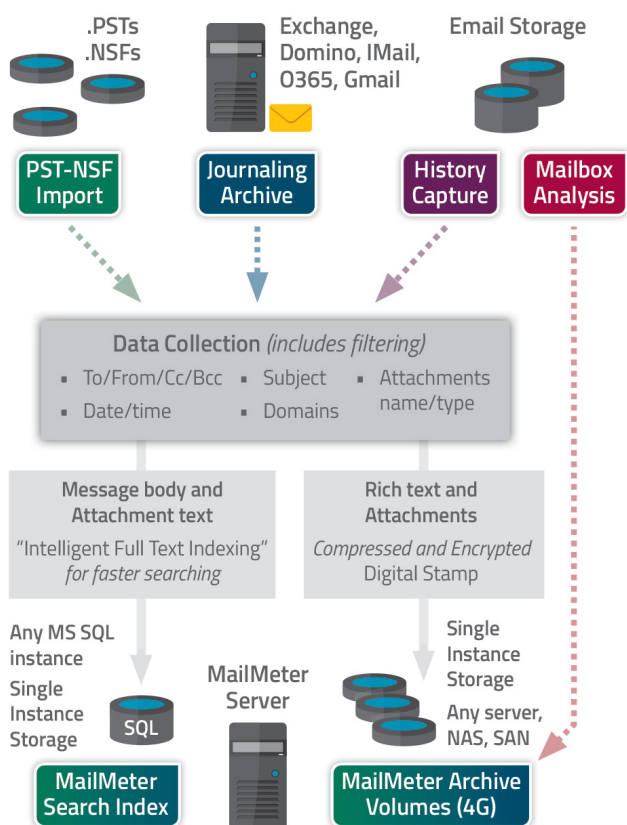 .PSTs
.NSFs
Exchange,
Domino, IMail,
O365, Gmail
Email Storage
PST-NSF
Import
Journaling
Archive
History
Capture
Mailbox
Analysis
Data Collection (includes filtering)
▪ To/From/Cc/Bcc
▪ Date/time
▪ Subject
▪ Domains
▪ Attachments
name/type
Message body and
Attachment text
“Intelligent Full Text Indexing”
for faster searching
Rich text and
Attachments
Compressed and Encrypted
Digital Stamp
Any MS SQL
instance
Single
Instance
Storage
SQL
MailMeter
Search Index
MailMeter
Server
Single
Instance
Storage
Any server,
NAS, SAN
MailMeter Archive
Volumes (4G)